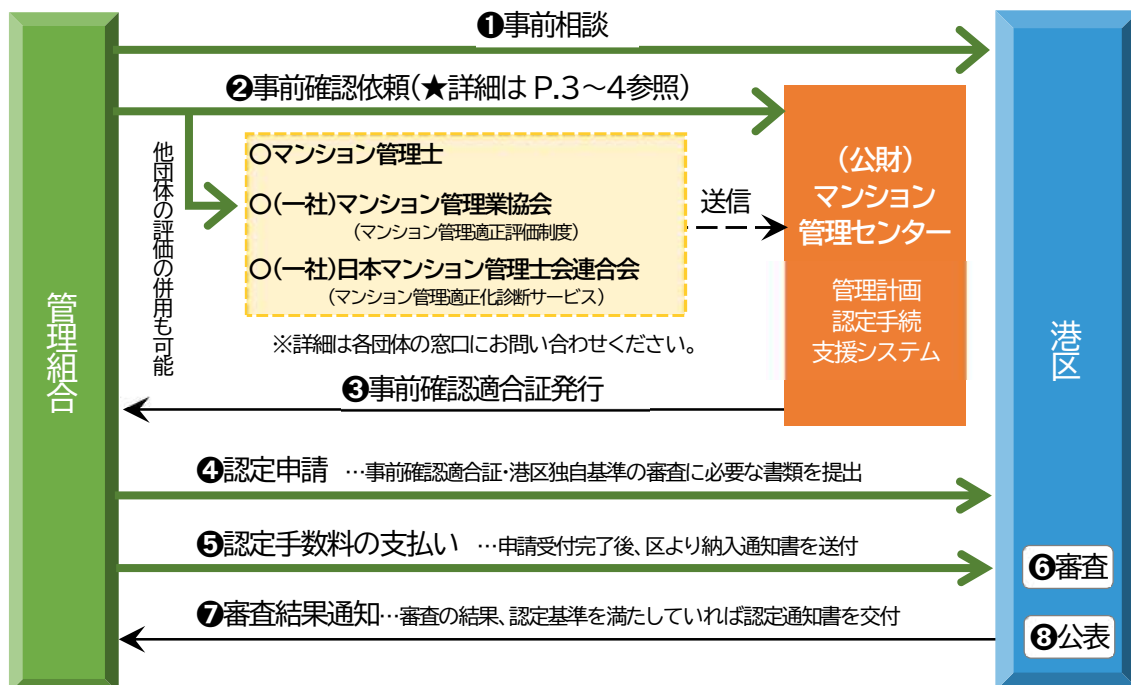 ❶事前相談
❷事前確認依頼(★詳細は P.3~4参照)
他団体の評価の併用も可能
〇マンション管理士
〇(一社)マンション管理業協会
(マンション管理適正評価制度)
〇(一社)日本マンション管理士会連合会
(マンション管理適正化診断サービス)
※詳細は各団体の窓口にお問い合わせください。
送信
(公財)
マンション
管理センター
管理計画
認定手続
支援システム
管理組合
港区
❸事前確認適合証発行
❹認定申請 …事前確認適合証・港区独自基準の審査に必要な書類を提出
❺認定手数料の支払い …申請受付完了後、区より納入通知書を送付
❻審査
❼審査結果通知…審査の結果、認定基準を満たしていれば認定通知書を交付
❽公表